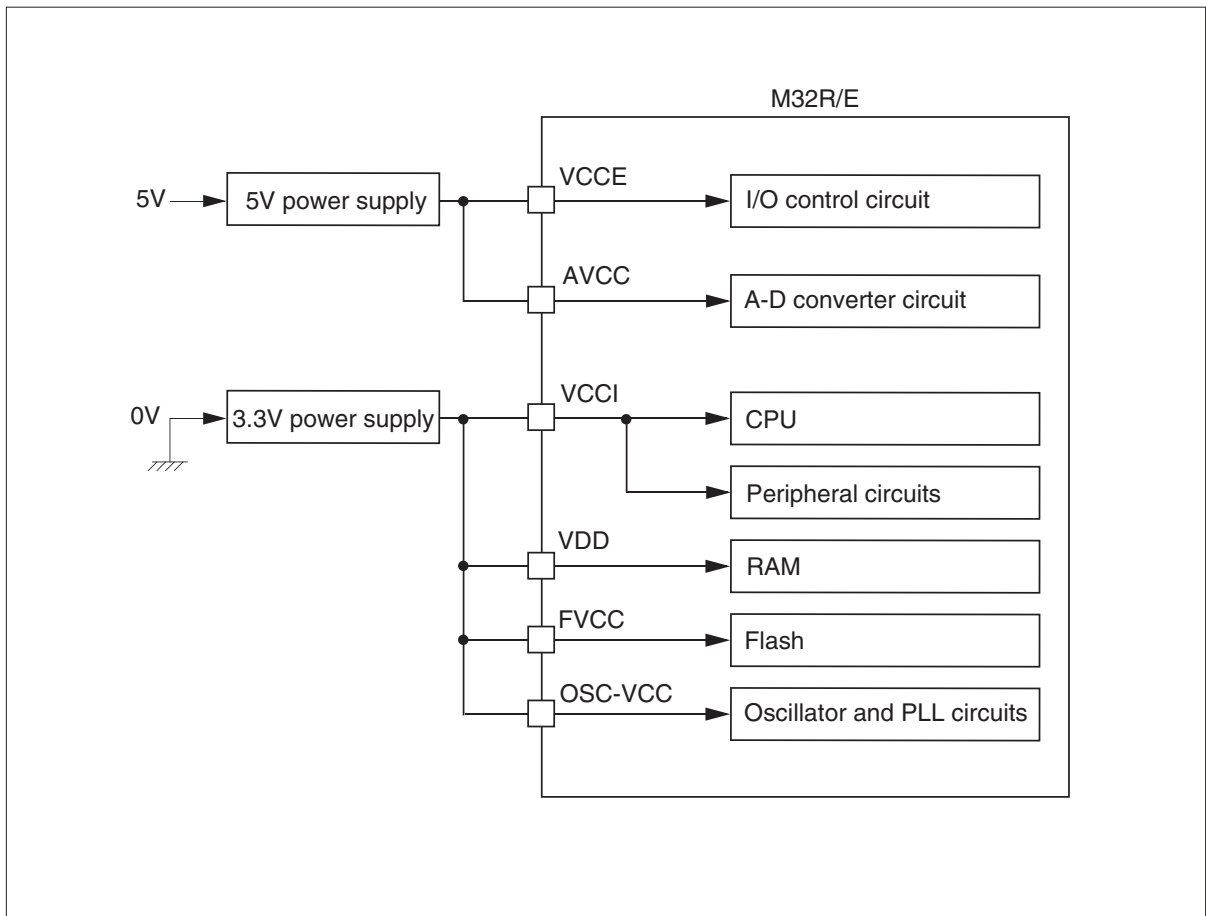 M32R/E
VCCE
5V
5V power supply
I/O control circuit
AVCC
A-D converter circuit
VCCI
0V
3.3V power supply
CPU
Peripheral circuits
VDD
RAM
FVCC
Flash
OSC-VCC
Oscillator and PLL circuits